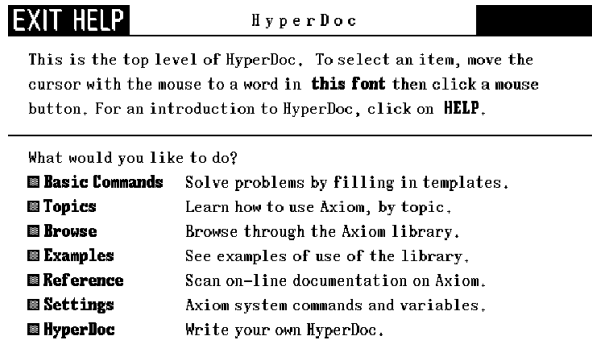 EXIT HELP HyperDoc
This is the top level of HyperDoc. To select an item, move the
cursor with the mouse to a word in this font then click a mouse
button. For an introduction to HyperDoc, click on HELP.
What would you like to do?
Basic Commands Solve problems by filling in templates.
Topics Learn how to use Axiom, by topic.
Browse Browse through the Axiom library.
Examples See examples of use of the library.
Reference Scan on-line documentation on Axiom.
Settings Axiom system commands and variables.
HyperDoc Write your own HyperDoc.